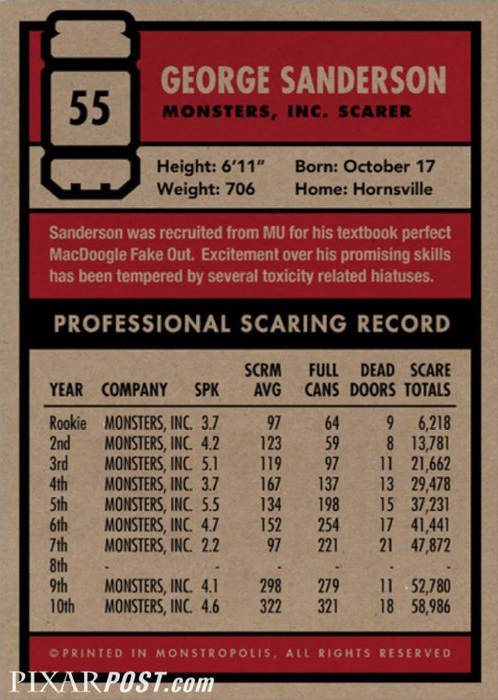 55
GEORGE SANDERSON
MONSTERS, INC. SCARER
Height: 6'11" Born: October 17
Weight: 706 Home: Hornsville
Sanderson was recruited from MU for his textbook perfect
MacDoogle Fake Out. Excitement over his promising skills
has been tempered by several toxicity related hiatuses.
PROFESSIONAL SCARING RECORD
SCRM FULL DEAD SCARE
YEAR COMPANY SPK AVG CANS DOORS TOTALS
Rookie MONSTERS, INC. 3.7 97 64 9 6,218
2nd MONSTERS, INC. 4.2 123 59 8 13,781
3rd MONSTERS, INC. 5.1 119 97 11 21,662
4th MONSTERS, INC. 3.7 167 137 13 29,478
5th MONSTERS, INC. 5.5 134 198 15 37,231
6th MONSTERS, INC. 4.7 152 254 17 41,441
7th MONSTERS, INC. 2.2 97 221 21 47,872
8th - - - - - -
9th MONSTERS, INC. 4.1 298 279 11 52,780
10th MONSTERS, INC. 4.6 322 321 18 58,986
©PRINTED IN MONSTROPOLIS, ALL RIGHTS RESERVED
PIXARPOST.com